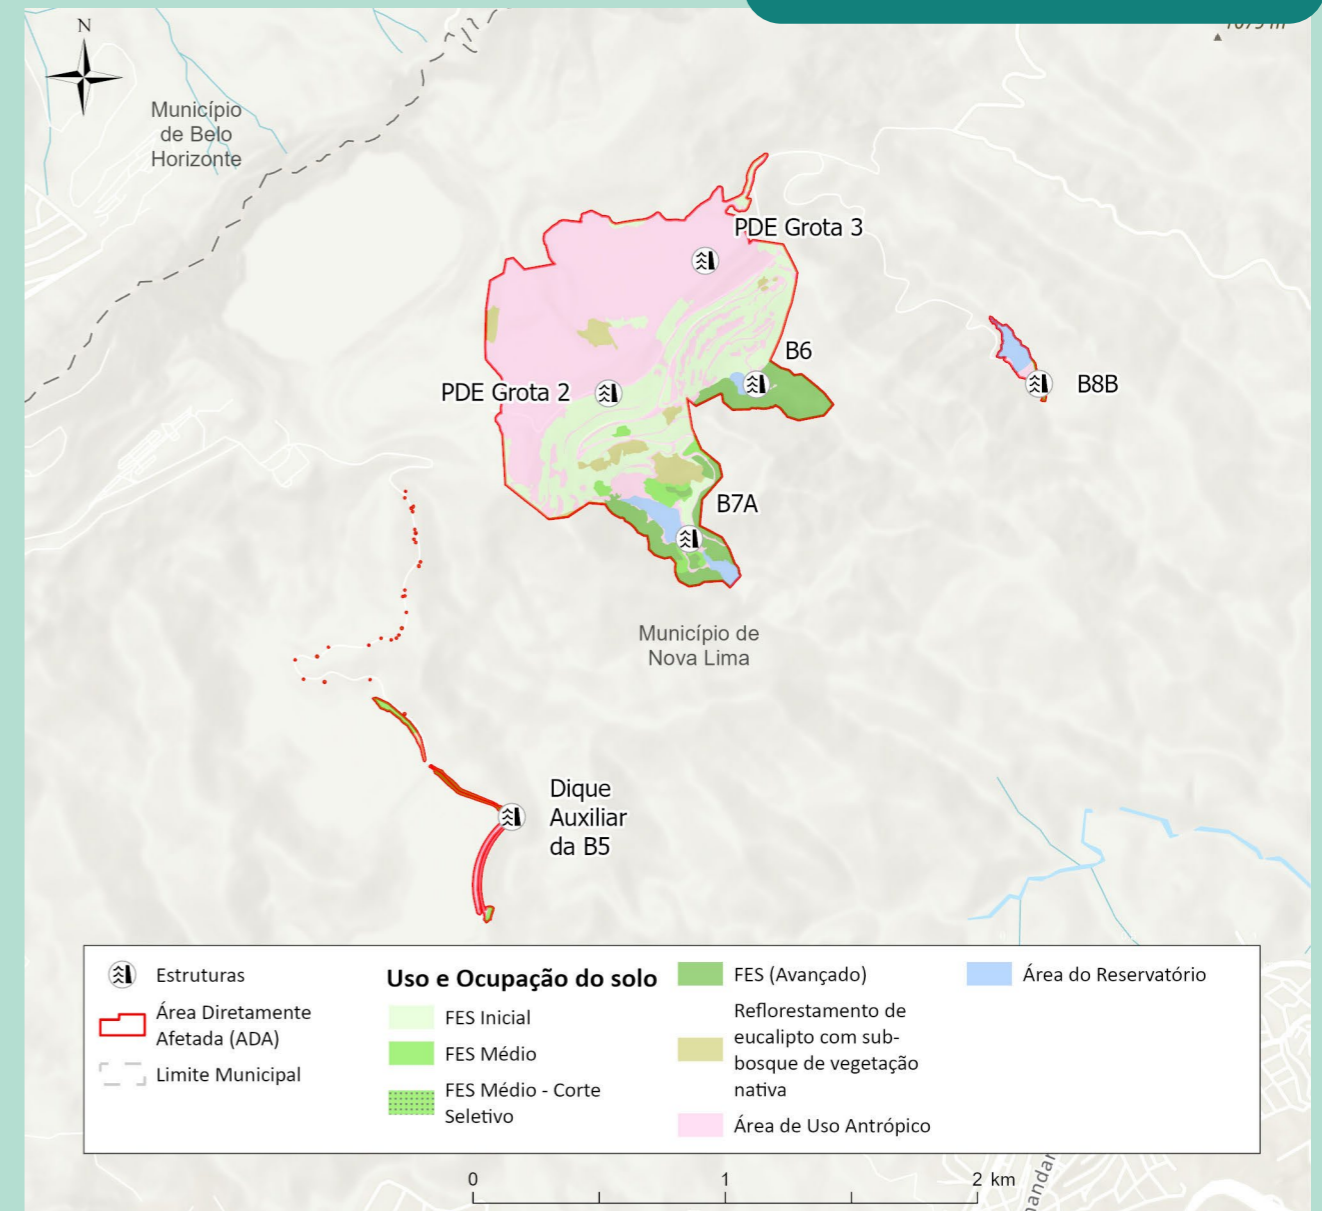 N
Município
de Belo
Horizonte
PDE Grota 3
B6
B8B
PDE Grota 2
B7A
Município de
Nova Lima
Dique
Auxiliar
da B5
Estruturas
Área Diretamente
Afetada (ADA)
Limite Municipal
Uso e Ocupação do solo
FES Inicial
FES Médio
FES Médio - Corte
Seletivo
FES (Avançado)
Reflorestamento de
eucalipto com sub-
bosque de vegetação
nativa
Área de Uso Antrópico
Área do Reservatório
0 1 2 km